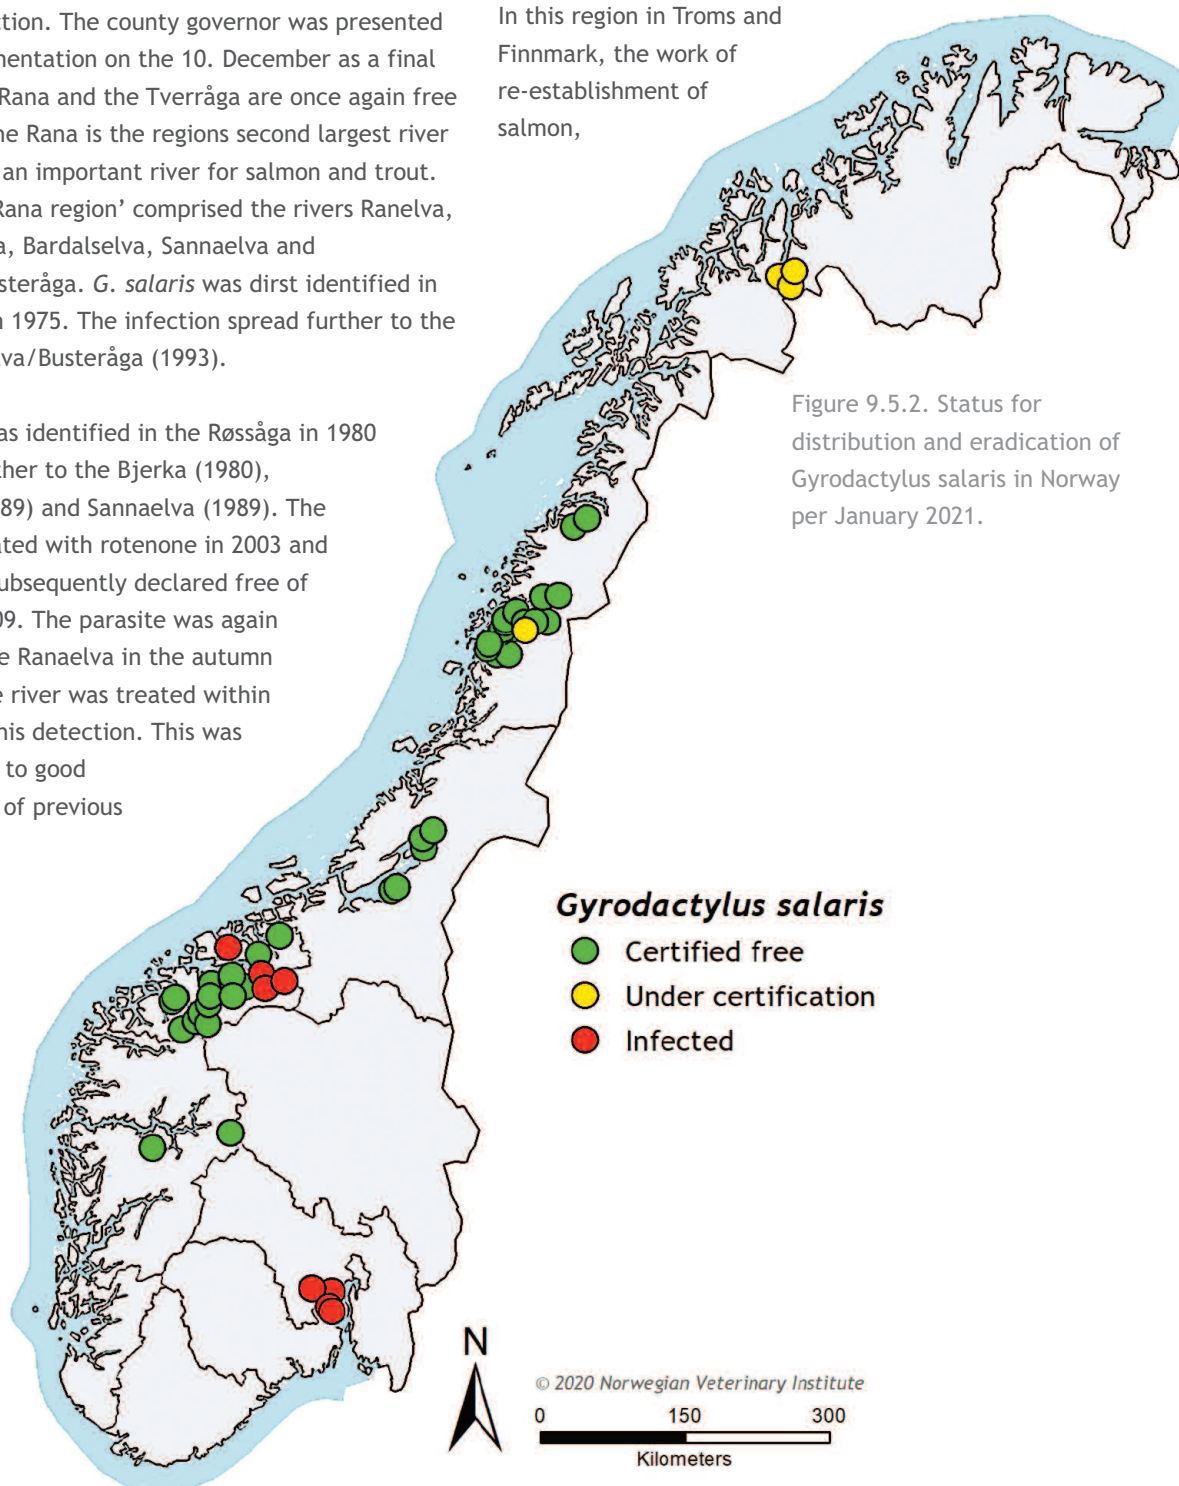 ction. The county governor was presented
mentation on the 10. December as a final
Rana and the Tverråga are once again free
he Rana is the regions second largest river
an important river for salmon and trout.
Rana region’ comprised the rivers Ranelva,
a, Bardalselva, Sannaelva and
steråga. G. salaris was dirst identified in
n 1975. The infection spread further to the
lva/Busteråga (1993).
as identified in the Røssåga in 1980
ther to the Bjerka (1980),
89) and Sannaelva (1989). The
ated with rotenone in 2003 and
subsequently declared free of
09. The parasite was again
e Ranaelva in the autumn
e river was treated within
his detection. This was
to good
of previous
In this region in Troms and
Finnmark, the work of
re-establishment of
salmon,
Figure 9.5.2. Status for
distribution and eradication of
Gyrodactylus salaris in Norway
per January 2021.
Gyrodactylus salaris
Certified free
Under certification
Infected
N
© 2020 Norwegian Veterinary Institute
0 150 300
Kilometers